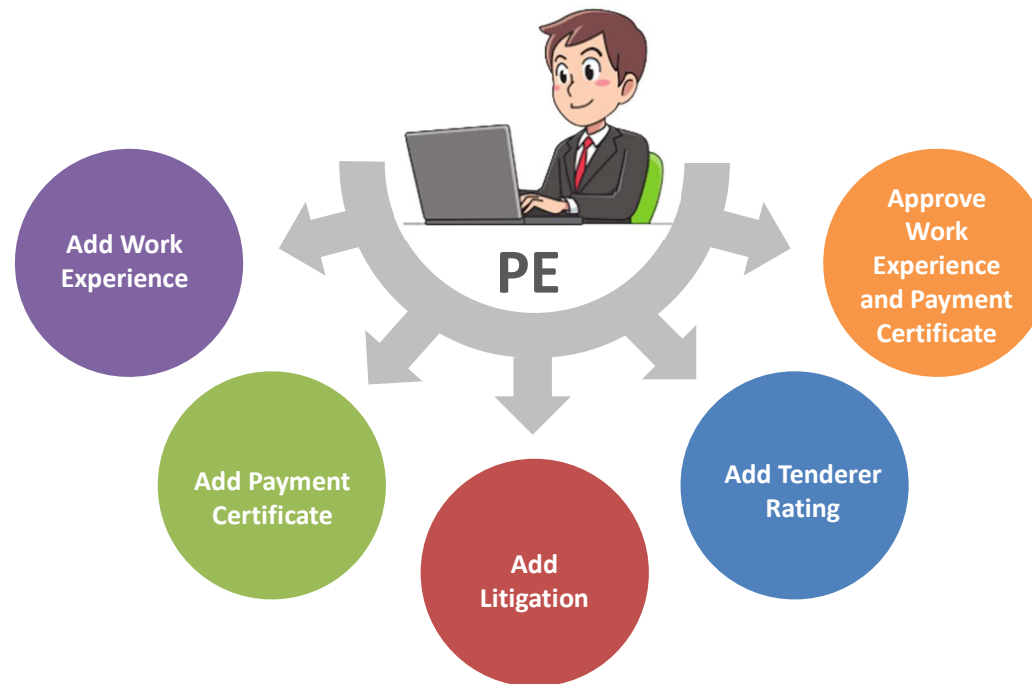 PE
Add Work
Experience
Add Payment
Certificate
Add
Litigation
Add Tenderer
Rating
Approve
Work
Experience
and Payment
Certificate